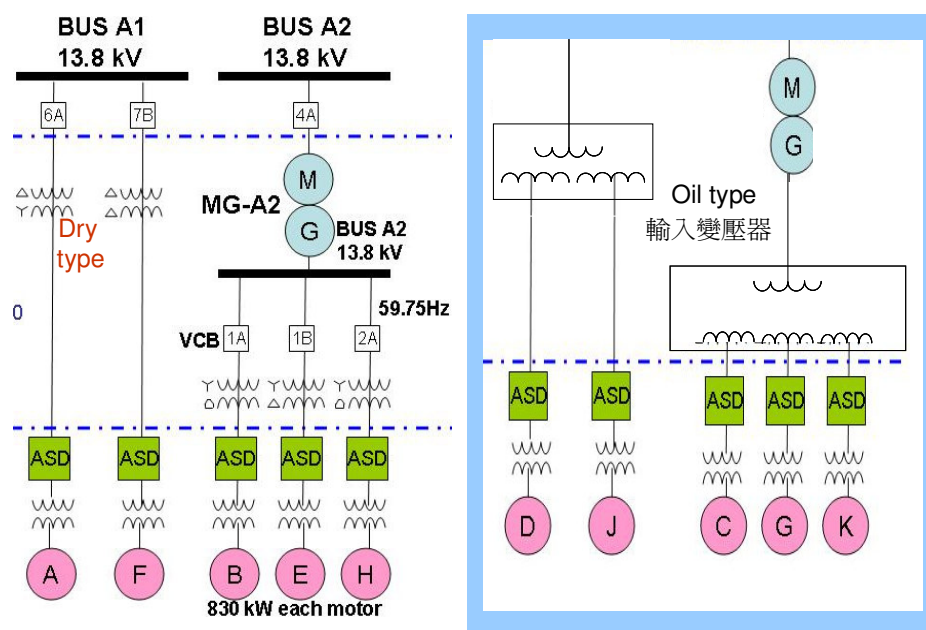 BUS A1
13.8 kV
BUS A2
13.8 kV
6A
7B
4A
M
G
MG-A2
BUS A2
13.8 kV
Dry
type
59.75Hz
0
VCB
1A
1B
2A
ASD
ASD
ASD
ASD
ASD
A
F
B
E
H
830 kW each motor
M
G
Oil type
輸入變壓器
ASD
ASD
ASD
ASD
ASD
D
J
C
G
K